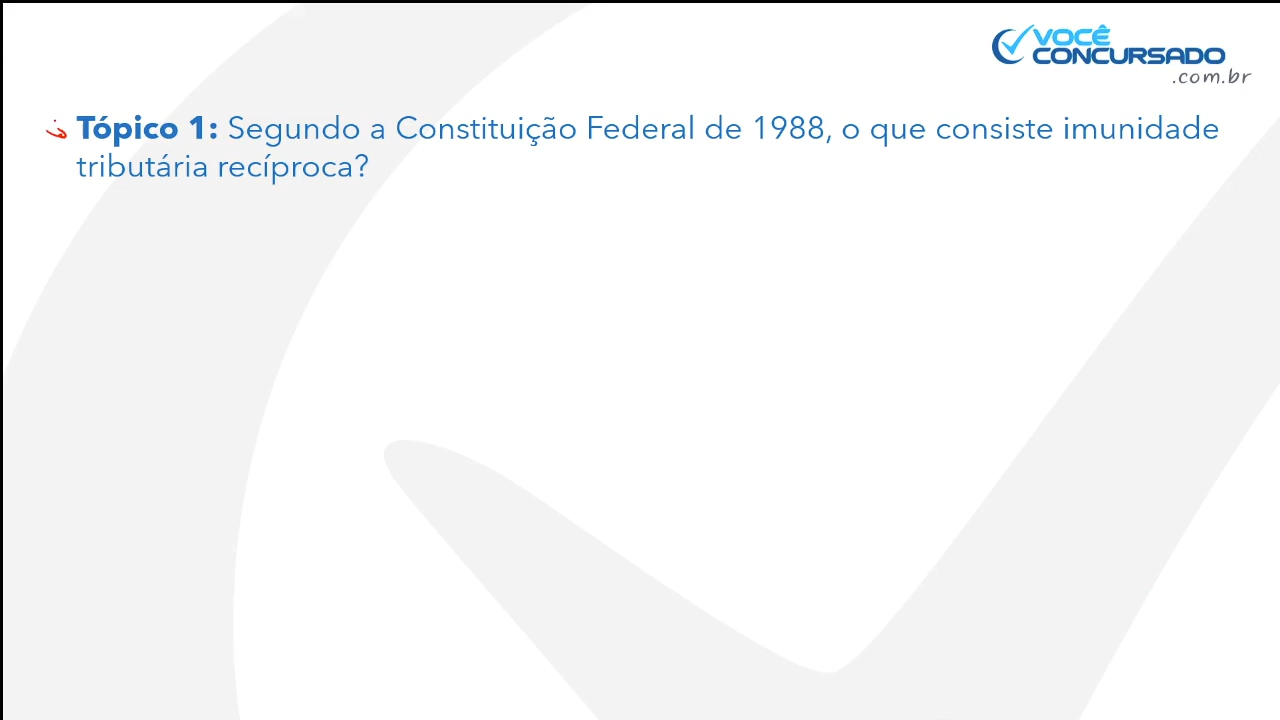 VOCÊ
CONCURSADO
.com.br
Tópico 1: Segundo a Constituição Federal de 1988, o que consiste imunidade
tributária recíproca?